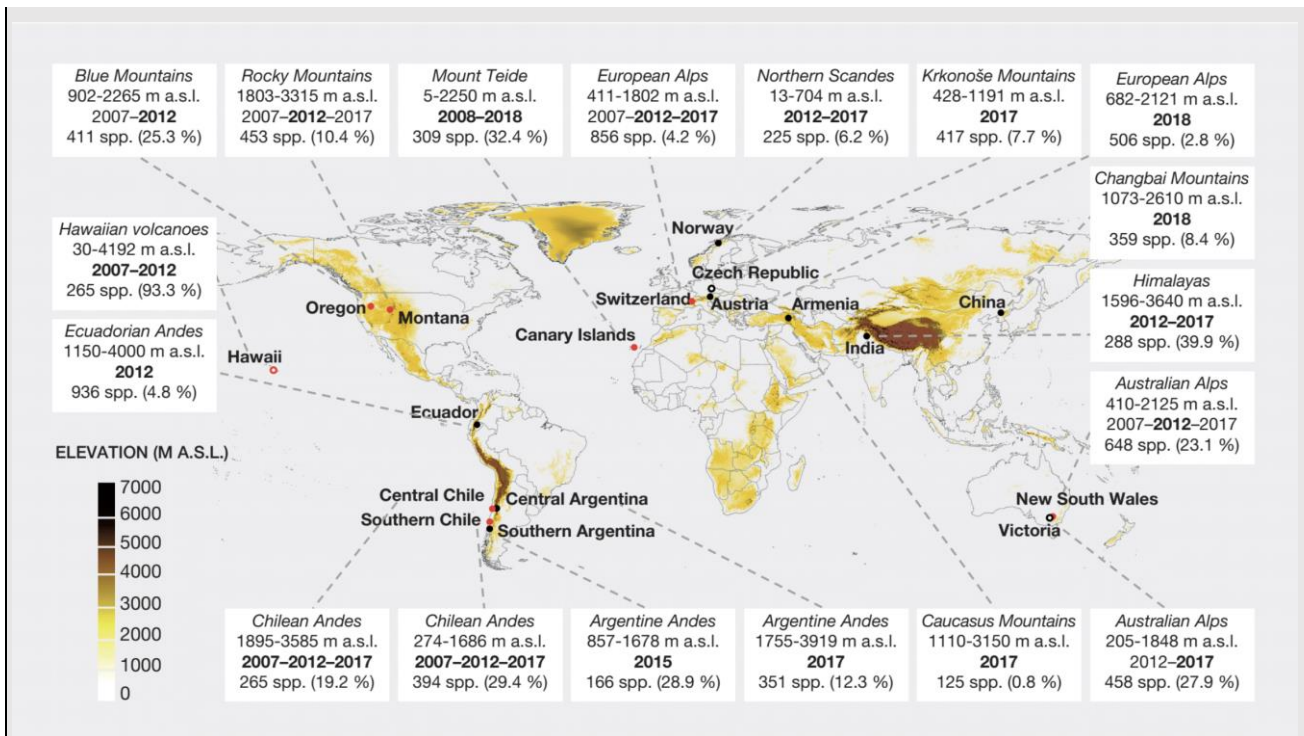 Blue Mountains
902-2265 m a.s.l.
2007–2012
411 spp. (25.3 %)
Rocky Mountains
1803-3315 m a.s.l.
2007–2012–2017
453 spp. (10.4 %)
Mount Teide
5-2250 m a.s.l.
2008-2018
309 spp. (32.4 %)
European Alps
411-1802 m a.s.l.
2007–2012-2017
856 spp. (4.2 %)
Northern Scandes
13-704 m a.s.l.
2012-2017
225 spp. (6.2 %)
Krkonoše Mountains
428-1191 m a.s.l.
2017
417 spp. (7.7 %)
European Alps
682-2121 m a.s.l.
2018
506 spp. (2.8 %)
Changbai Mountains
1073-2610 m a.s.l.
2018
359 spp. (8.4 %)
Hawaiian volcanoes
30-4192 m a.s.l.
2007–2012
265 spp. (93.3 %)
Himalayas
1596-3640 m a.s.l.
2012–2017
288 spp. (39.9 %)
Ecuadorian Andes
1150-4000 m a.s.l.
2012
936 spp. (4.8 %)
Australian Alps
410-2125 m a.s.l.
2007–2012–2017
648 spp. (23.1 %)
Norway
Czech Republic
Switzerland
Austria
Armenia
China
Oregon
Montana
Canary Islands
India
Hawaii
Ecuador
Central Chile
Central Argentina
Southern Chile
Southern Argentina
New South Wales
Victoria
ELEVATION (M A.S.L.)
7000
6000
5000
4000
3000
2000
1000
0
Chilean Andes
1895-3585 m a.s.l.
2007–2012–2017
265 spp. (19.2 %)
Chilean Andes
274-1686 m a.s.l.
2007–2012-2017
394 spp. (29.4 %)
Argentine Andes
857-1678 m a.s.l.
2015
166 spp. (28.9 %)
Argentine Andes
1755-3919 m a.s.l.
2017
351 spp. (12.3 %)
Caucasus Mountains
1110-3150 m a.s.l.
2017
125 spp. (0.8 %)
Australian Alps
205-1848 m a.s.l.
2012–2017
458 spp. (27.9 %)